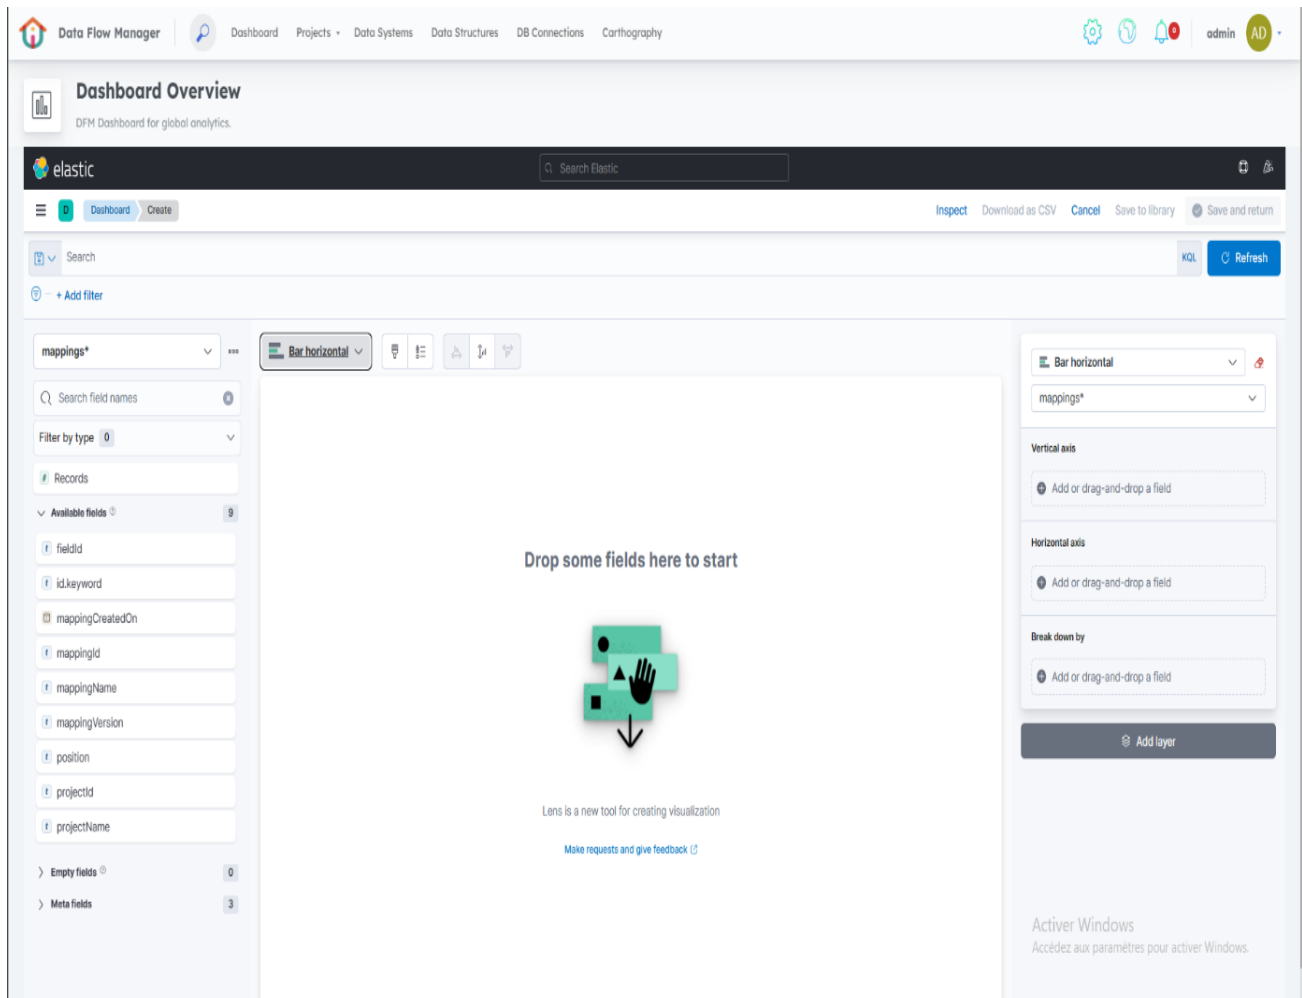 Data Flow Manager
Dashboard Projects Data Systems Data Structures DB Connections Carthography
admin AD
Dashboard Overview
DFM Dashboard for global analytics.
elastic
Search Elastic
D Dashboard Create
Inspect Download as CSV Cancel Save to library Save and return
Search
KQL Refresh
+ Add filter
mappings*
Search field names
Filter by type 0
# Records
Available fields 9
t fieldId
t id.keyword
mappingCreatedOn
t mappingId
t mappingName
t mappingVersion
t position
t projectId
t projectName
Empty fields 0
Meta fields 3
Bar horizontal
Drop some fields here to start
Lens is a new tool for creating visualization
Make requests and give feedback
Bar horizontal
mappings*
Vertical axis
Add or drag-and-drop a field
Horizontal axis
Add or drag-and-drop a field
Break down by
Add or drag-and-drop a field
Add layer
Activer Windows
Accédez aux paramètres pour activer Windows.